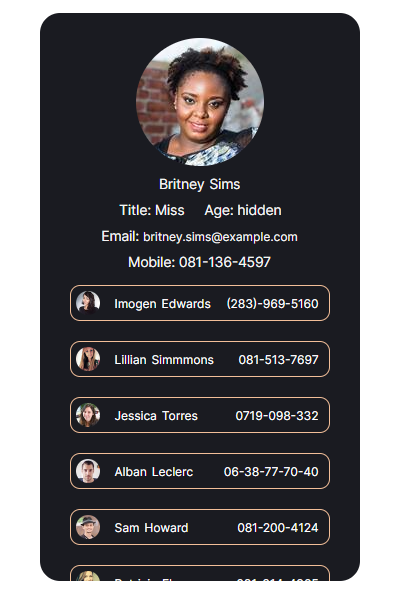 Britney Sims
Title: Miss Age: hidden
Email: britney.sims@example.com
Mobile: 081-136-4597
Imogen Edwards (283)-969-5160
Lillian Simmmons 081-513-7697
Jessica Torres 0719-098-332
Alban Leclerc 06-38-77-70-40
Sam Howard 081-200-4124